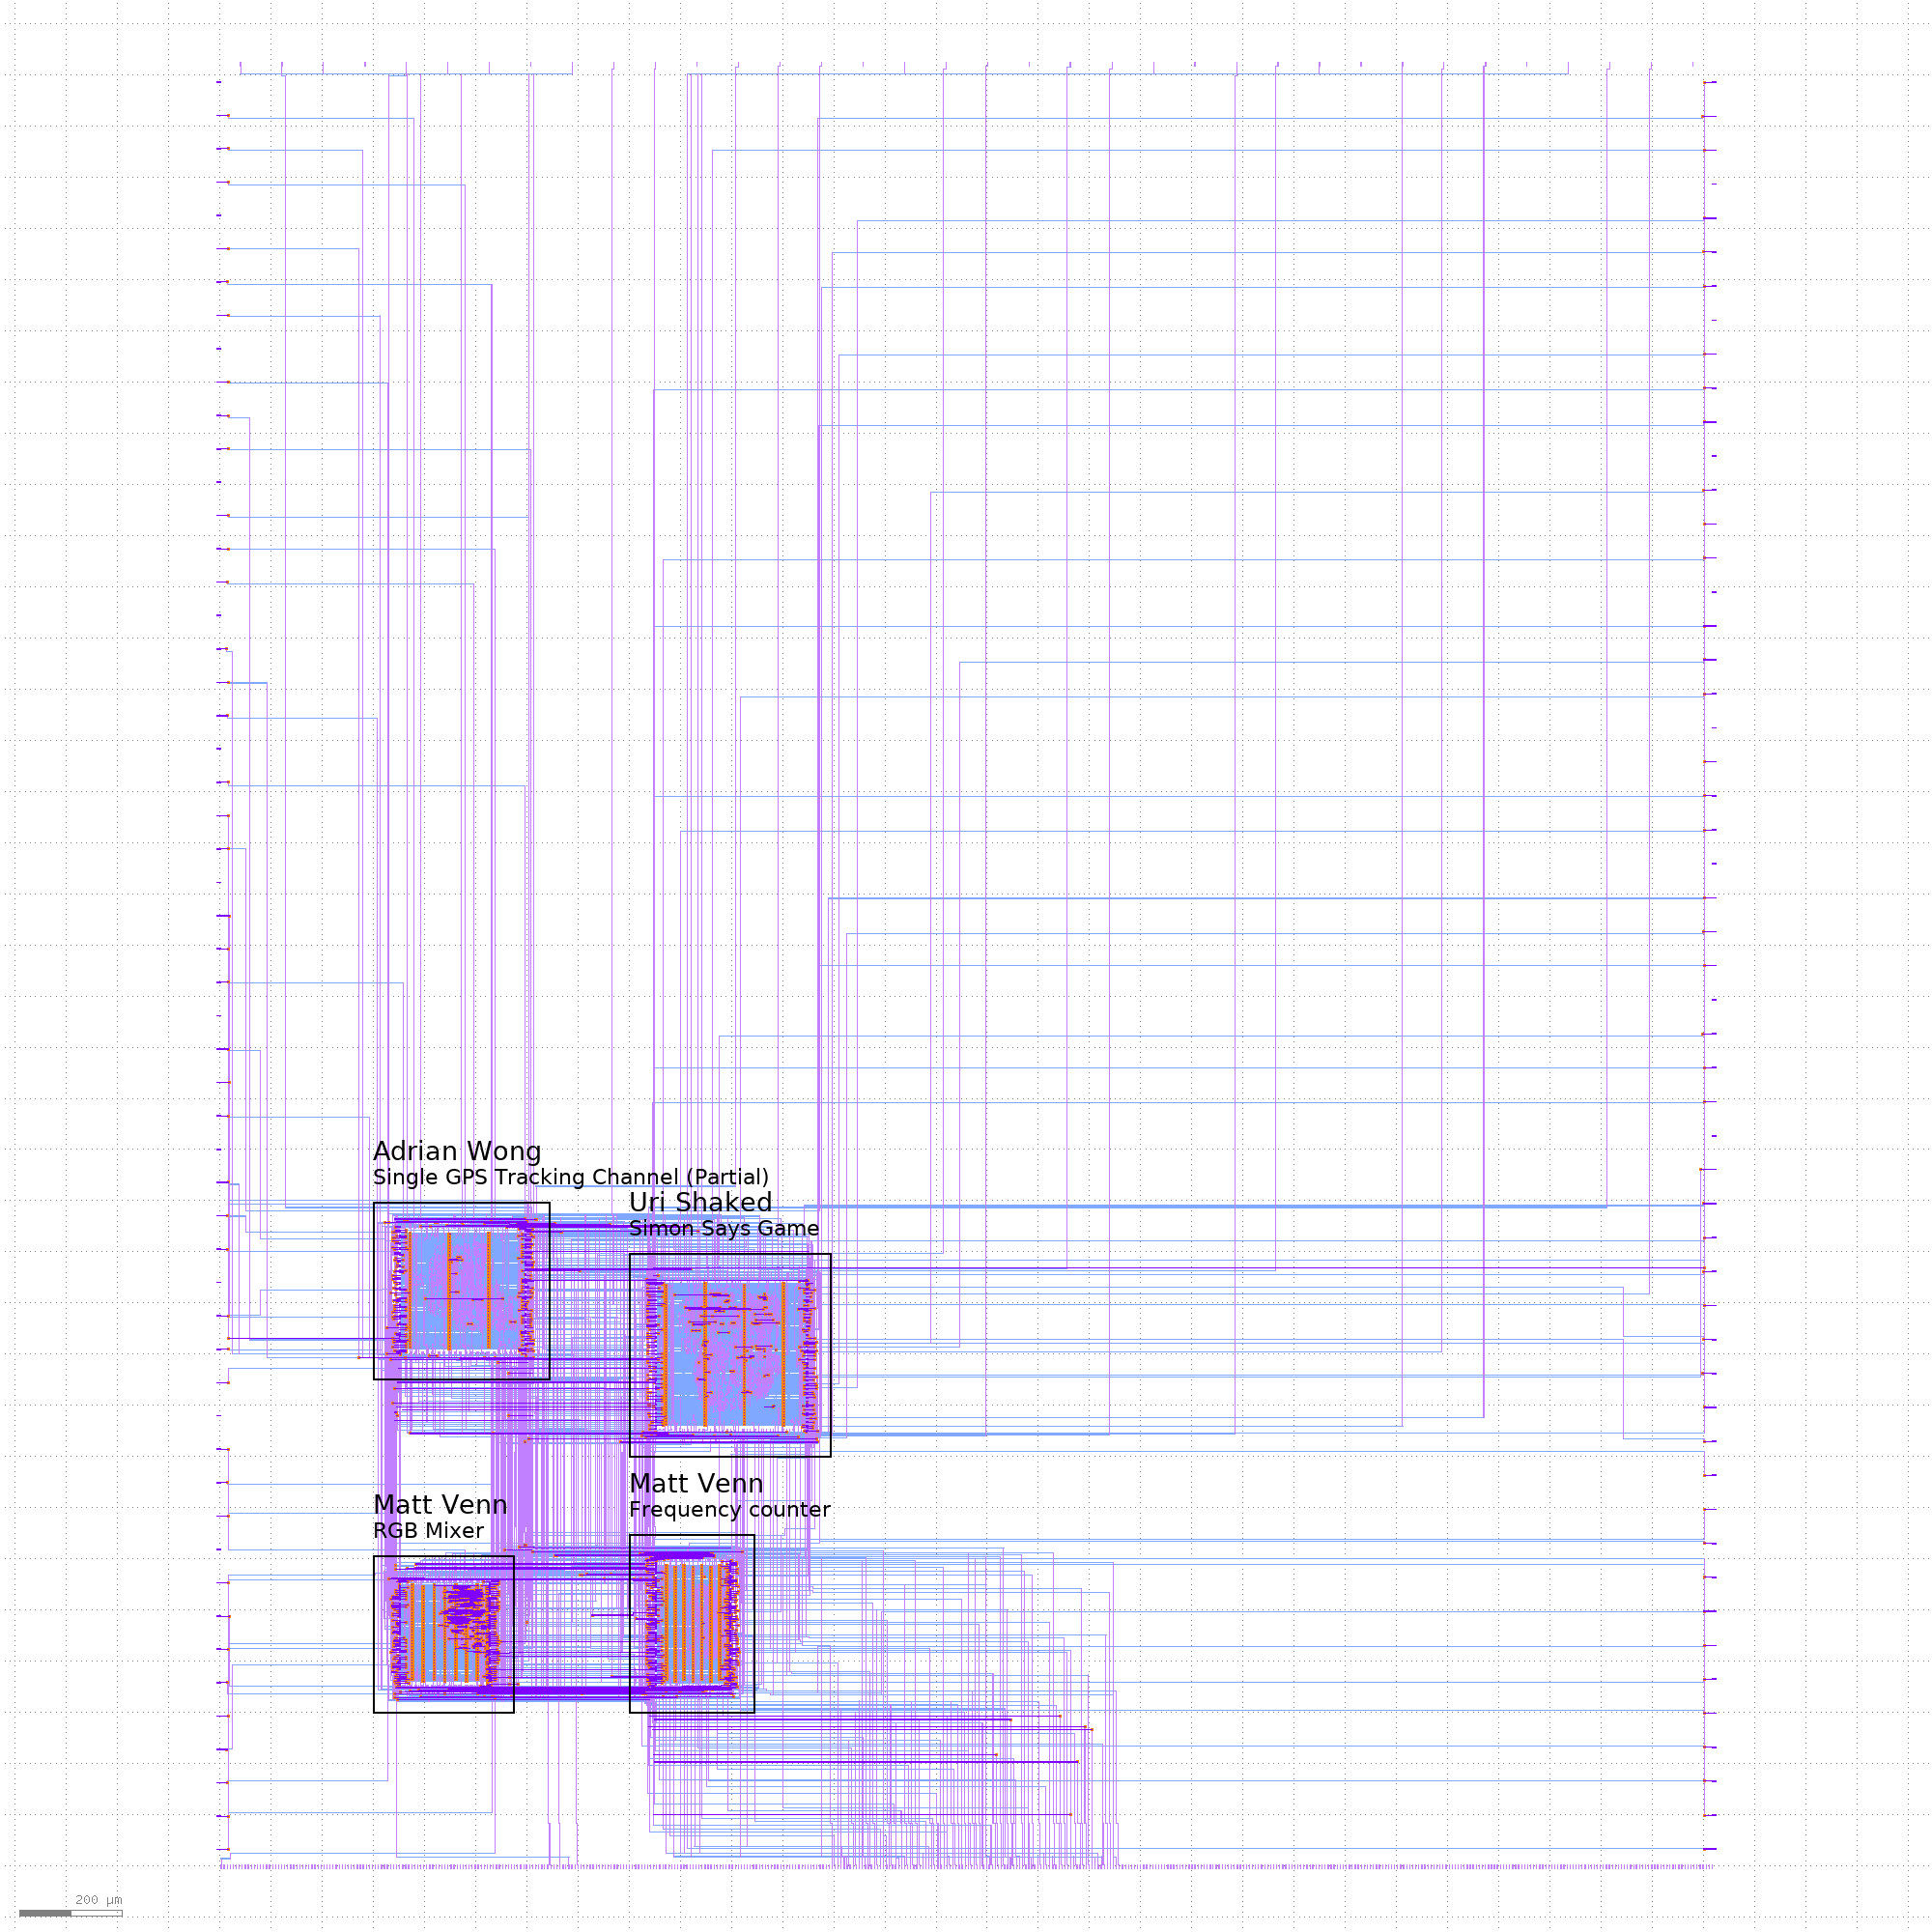 Adrian Wong
Single GPS Tracking Channel (Partial)
Uri Shaked
Simon Says Game
Matt Venn
Frequency counter
Matt Venn
RGB Mixer
200 µm